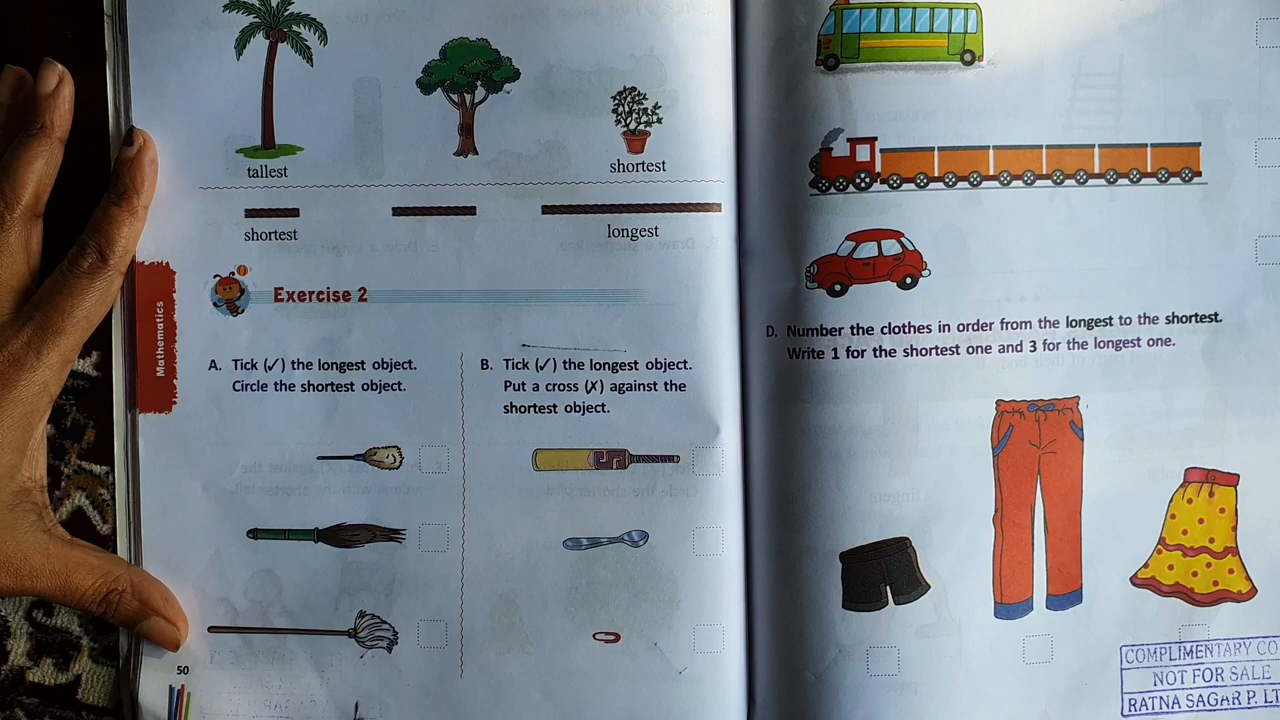 tallest
shortest
shortest
longest
Exercise 2
Mathematics
A. Tick (✓) the longest object.
Circle the shortest object.
B. Tick (✓) the longest object.
Put a cross (✗) against the
shortest object.
50
D. Number the clothes in order from the longest to the shortest.
Write 1 for the shortest one and 3 for the longest one.
COMPLIMENTARY CO
NOT FOR SALE
RATNA SAGAR P. LT